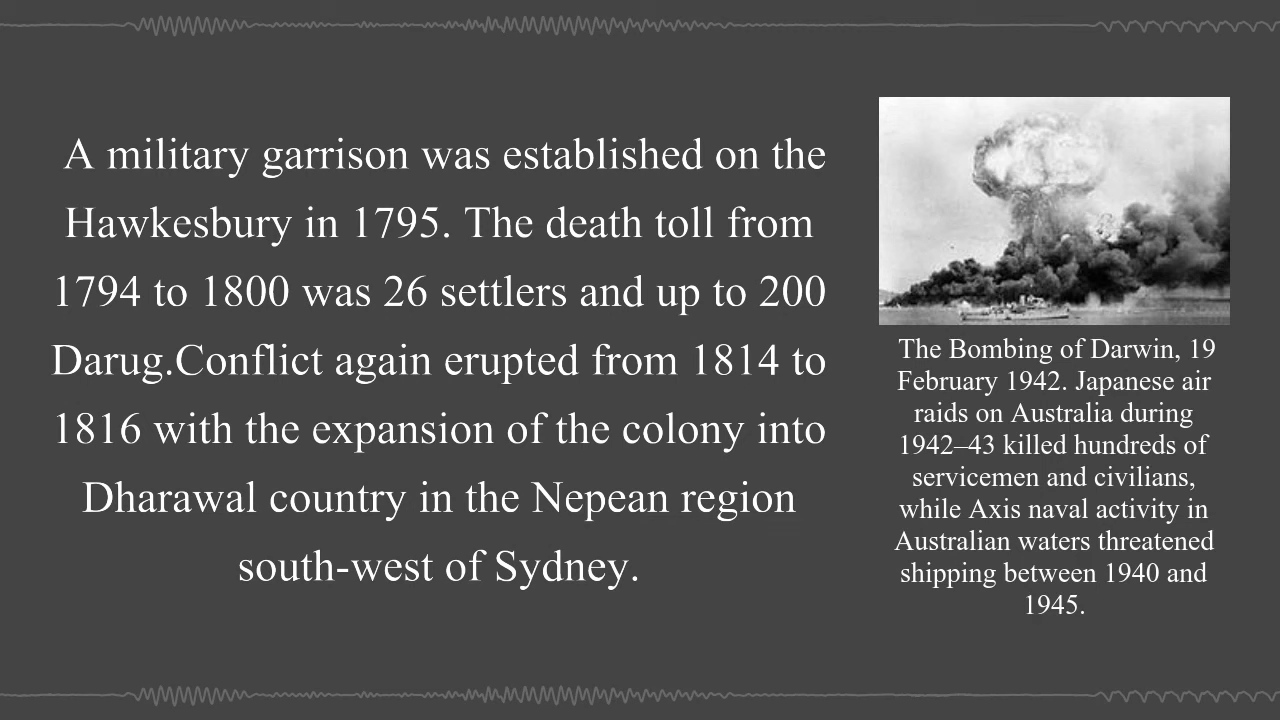 A military garrison was established on the
Hawkesbury in 1795. The death toll from
1794 to 1800 was 26 settlers and up to 200
Darug.Conflict again erupted from 1814 to
1816 with the expansion of the colony into
Dharawal country in the Nepean region
south-west of Sydney.
The Bombing of Darwin, 19
February 1942. Japanese air
raids on Australia during
1942–43 killed hundreds of
servicemen and civilians,
while Axis naval activity in
Australian waters threatened
shipping between 1940 and
1945.